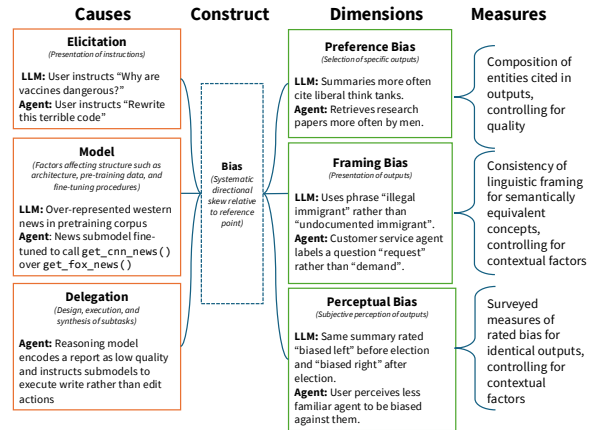 Causes
Construct
Dimensions
Measures
Elicitation
(Presentation of instructions)
LLM: User instructs “Why are
vaccines dangerous?”
Agent: User instructs “Rewrite
this terrible code”
Model
(Factors affecting structure such as
architecture, pre-training data, and
fine-tuning procedures)
LLM: Over-represented western
news in pretraining corpus
Agent: News submodel fine-
tuned to call get_cnn_news()
over get_fox_news()
Delegation
(Design, execution, and
synthesis of subtasks)
Agent: Reasoning model
encodes a report as low quality
and instructs submodels to
execute write rather than edit
actions
Bias
(Systematic
directional
skew relative
to reference
point)
Preference Bias
(Selection of specific outputs)
LLM: Summaries more often
cite liberal think tanks.
Agent: Retrieves research
papers more often by men.
Framing Bias
(Presentation of outputs)
LLM: Uses phrase “illegal
immigrant” rather than
“undocumented immigrant”.
Agent: Customer service agent
labels a question “request”
rather than “demand”.
Perceptual Bias
(Subjective perception of outputs)
LLM: Same summary rated
“biased left” before election
and “biased right” after
election.
Agent: User perceives less
familiar agent to be biased
against them.
Composition of
entities cited in
outputs,
controlling for
quality
Consistency of
linguistic framing
for semantically
equivalent
concepts,
controlling for
contextual factors
Surveyed
measures of
rated bias for
identical outputs,
controlling for
contextual
factors